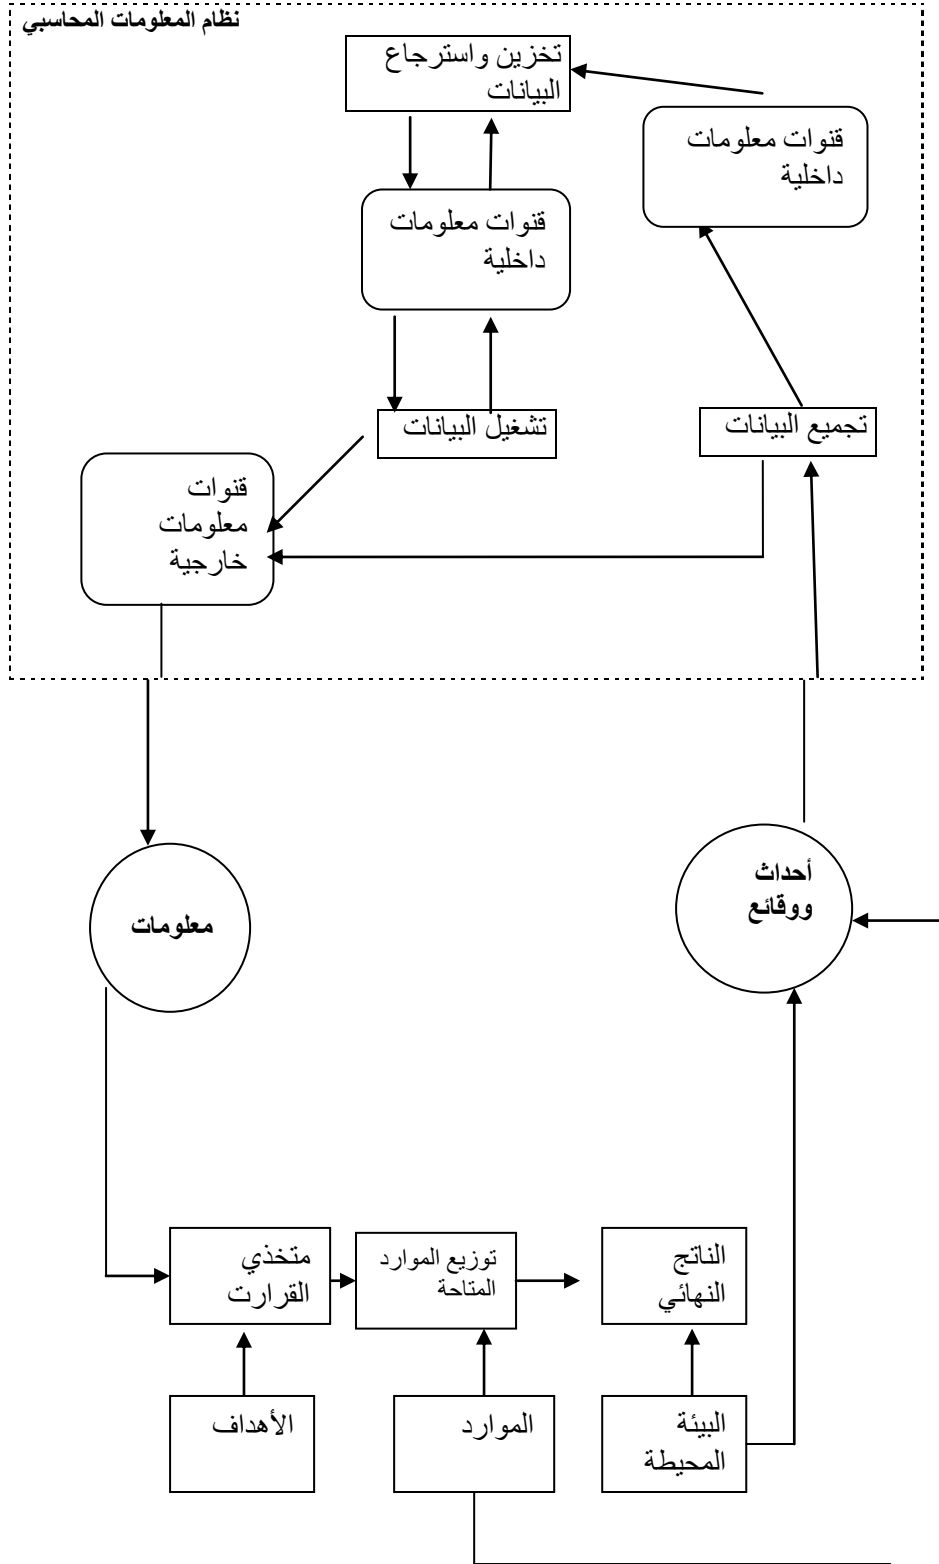 نظام المعلومات المحاسبي
تخزين واسترجاع
البيانات
قنوات معلومات
داخلية
قنوات معلومات
داخلية
تجميع البيانات
تشغيل البيانات
قنوات
معلومات
خارجية
أحداث
ووقائع
معلومات
الناتج
النهائي
توزيع الموارد
المتاحة
متخذي
القرارت
البيئة
المحيطة
الموارد
الأهداف